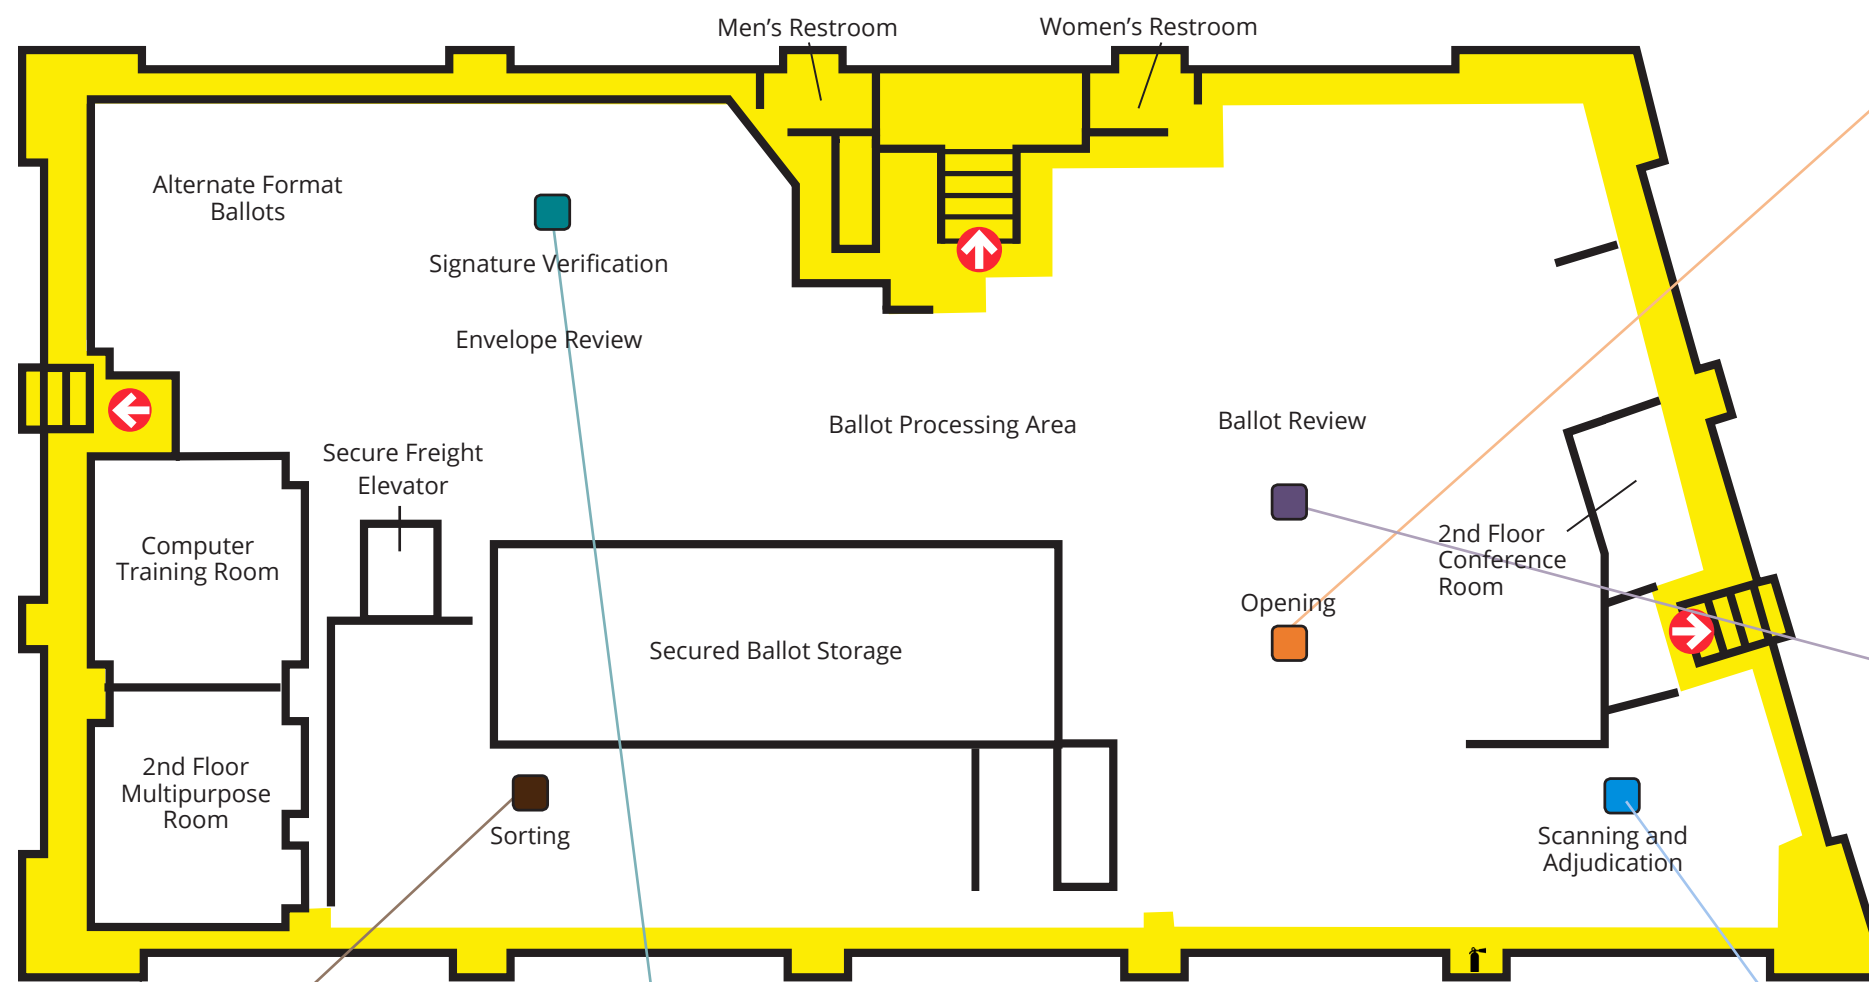 Men’s Restroom
Women’s Restroom
Alternate Format
Ballots
Signature Verification
Envelope Review
Ballot Processing Area
Ballot Review
Secure Freight
Elevator
Computer
Training Room
2nd Floor
Conference
Room
Opening
Secured Ballot Storage
2nd Floor
Multipurpose
Room
Sorting
Scanning and
Adjudication